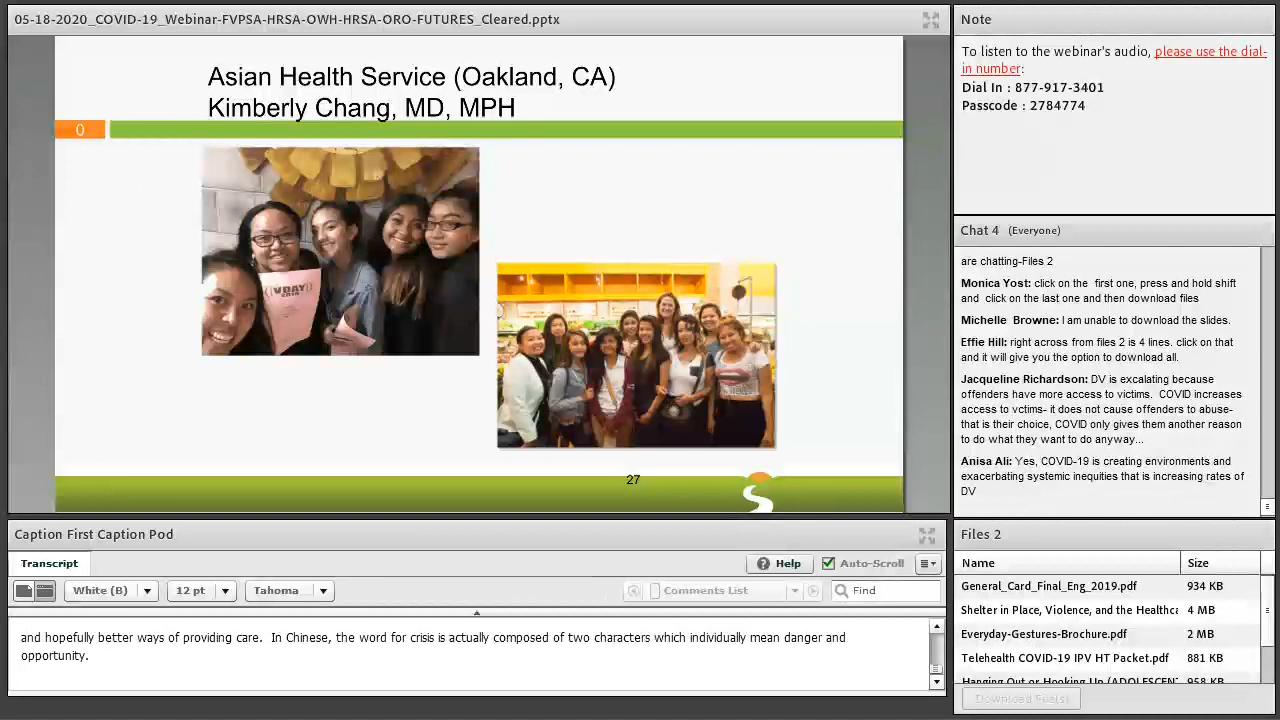 05-18-2020_COVID-19_Webinar-FVPSA-HRSA-OWH-HRSA-ORO-FUTURES_Cleared.pptx
Asian Health Service (Oakland, CA)
Kimberly Chang, MD, MPH
0
VDAY
27
Note
To listen to the webinar's audio, please use the dial-
in number:
Dial In : 877-917-3401
Passcode : 2784774
Chat 4 (Everyone)
are chatting-Files 2
Monica Yost: click on the first one, press and hold shift
and click on the last one and then download files
Michelle Browne: I am unable to download the slides.
Effie Hill: right across from files 2 is 4 lines. click on that
and it will give you the option to download all.
Jacqueline Richardson: DV is excalating because
offenders have more access to victims. COVID increases
access to vctims- it does not cause offenders to abuse-
that is their choice, COVID only gives them another reason
to do what they want to do anyway...
Anisa Ali: Yes, COVID-19 is creating environments and
exacerbating systemic inequities that is increasing rates of
DV
Caption First Caption Pod
Transcript
Help
Auto-Scroll
White (B)
12 pt
Tahoma
Comments List
Find
and hopefully better ways of providing care. In Chinese, the word for crisis is actually composed of two characters which individually mean danger and
opportunity.
Files 2
Name Size
General_Card_Final_Eng_2019.pdf 934 KB
Shelter in Place, Violence, and the Healthca 4 MB
Everyday-Gestures-Brochure.pdf 2 MB
Telehealth COVID-19 IPV HT Packet.pdf 881 KB
Hanging Out or Hooking Up (ADOLESCEN 958 KB
Download File(s)